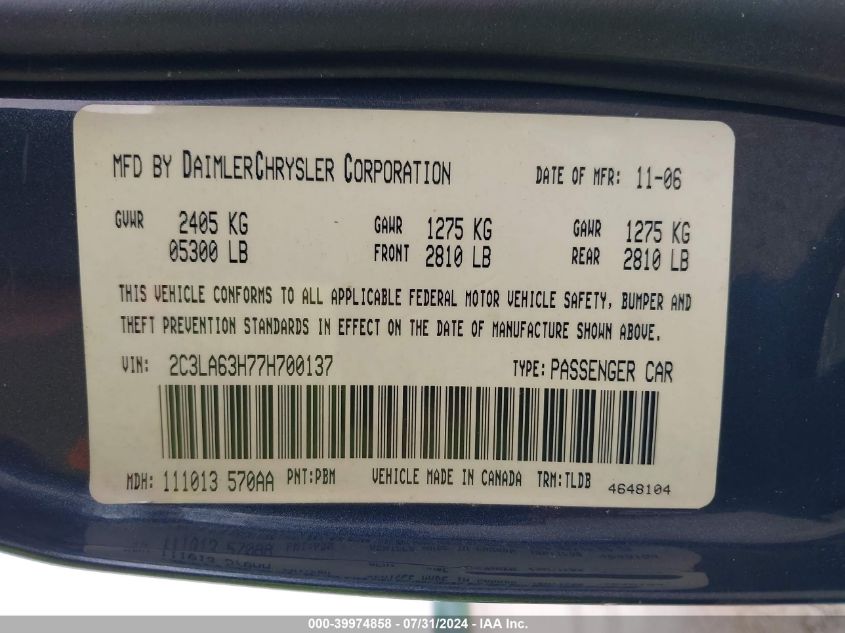 MFD BY DAIMLERCHRYSLER CORPORATION DATE OF MFR: 11-06
GVWR 2405 KG GAWR 1275 KG GAWR 1275 KG
05300 LB FRONT 2810 LB REAR 2810 LB
THIS VEHICLE CONFORMS TO ALL APPLICABLE FEDERAL MOTOR VEHICLE SAFETY, BUMPER AND
THEFT PREVENTION STANDARDS IN EFFECT ON THE DATE OF MANUFACTURE SHOWN ABOVE.
VIN: 2C3LA63H77H700137 TYPE: PASSENGER CAR
MDH: 111013 570AA PNT:PBM VEHICLE MADE IN CANADA TRM:TLDB 4648104
000-39974858 / 07/31/2024 - IAA Inc.